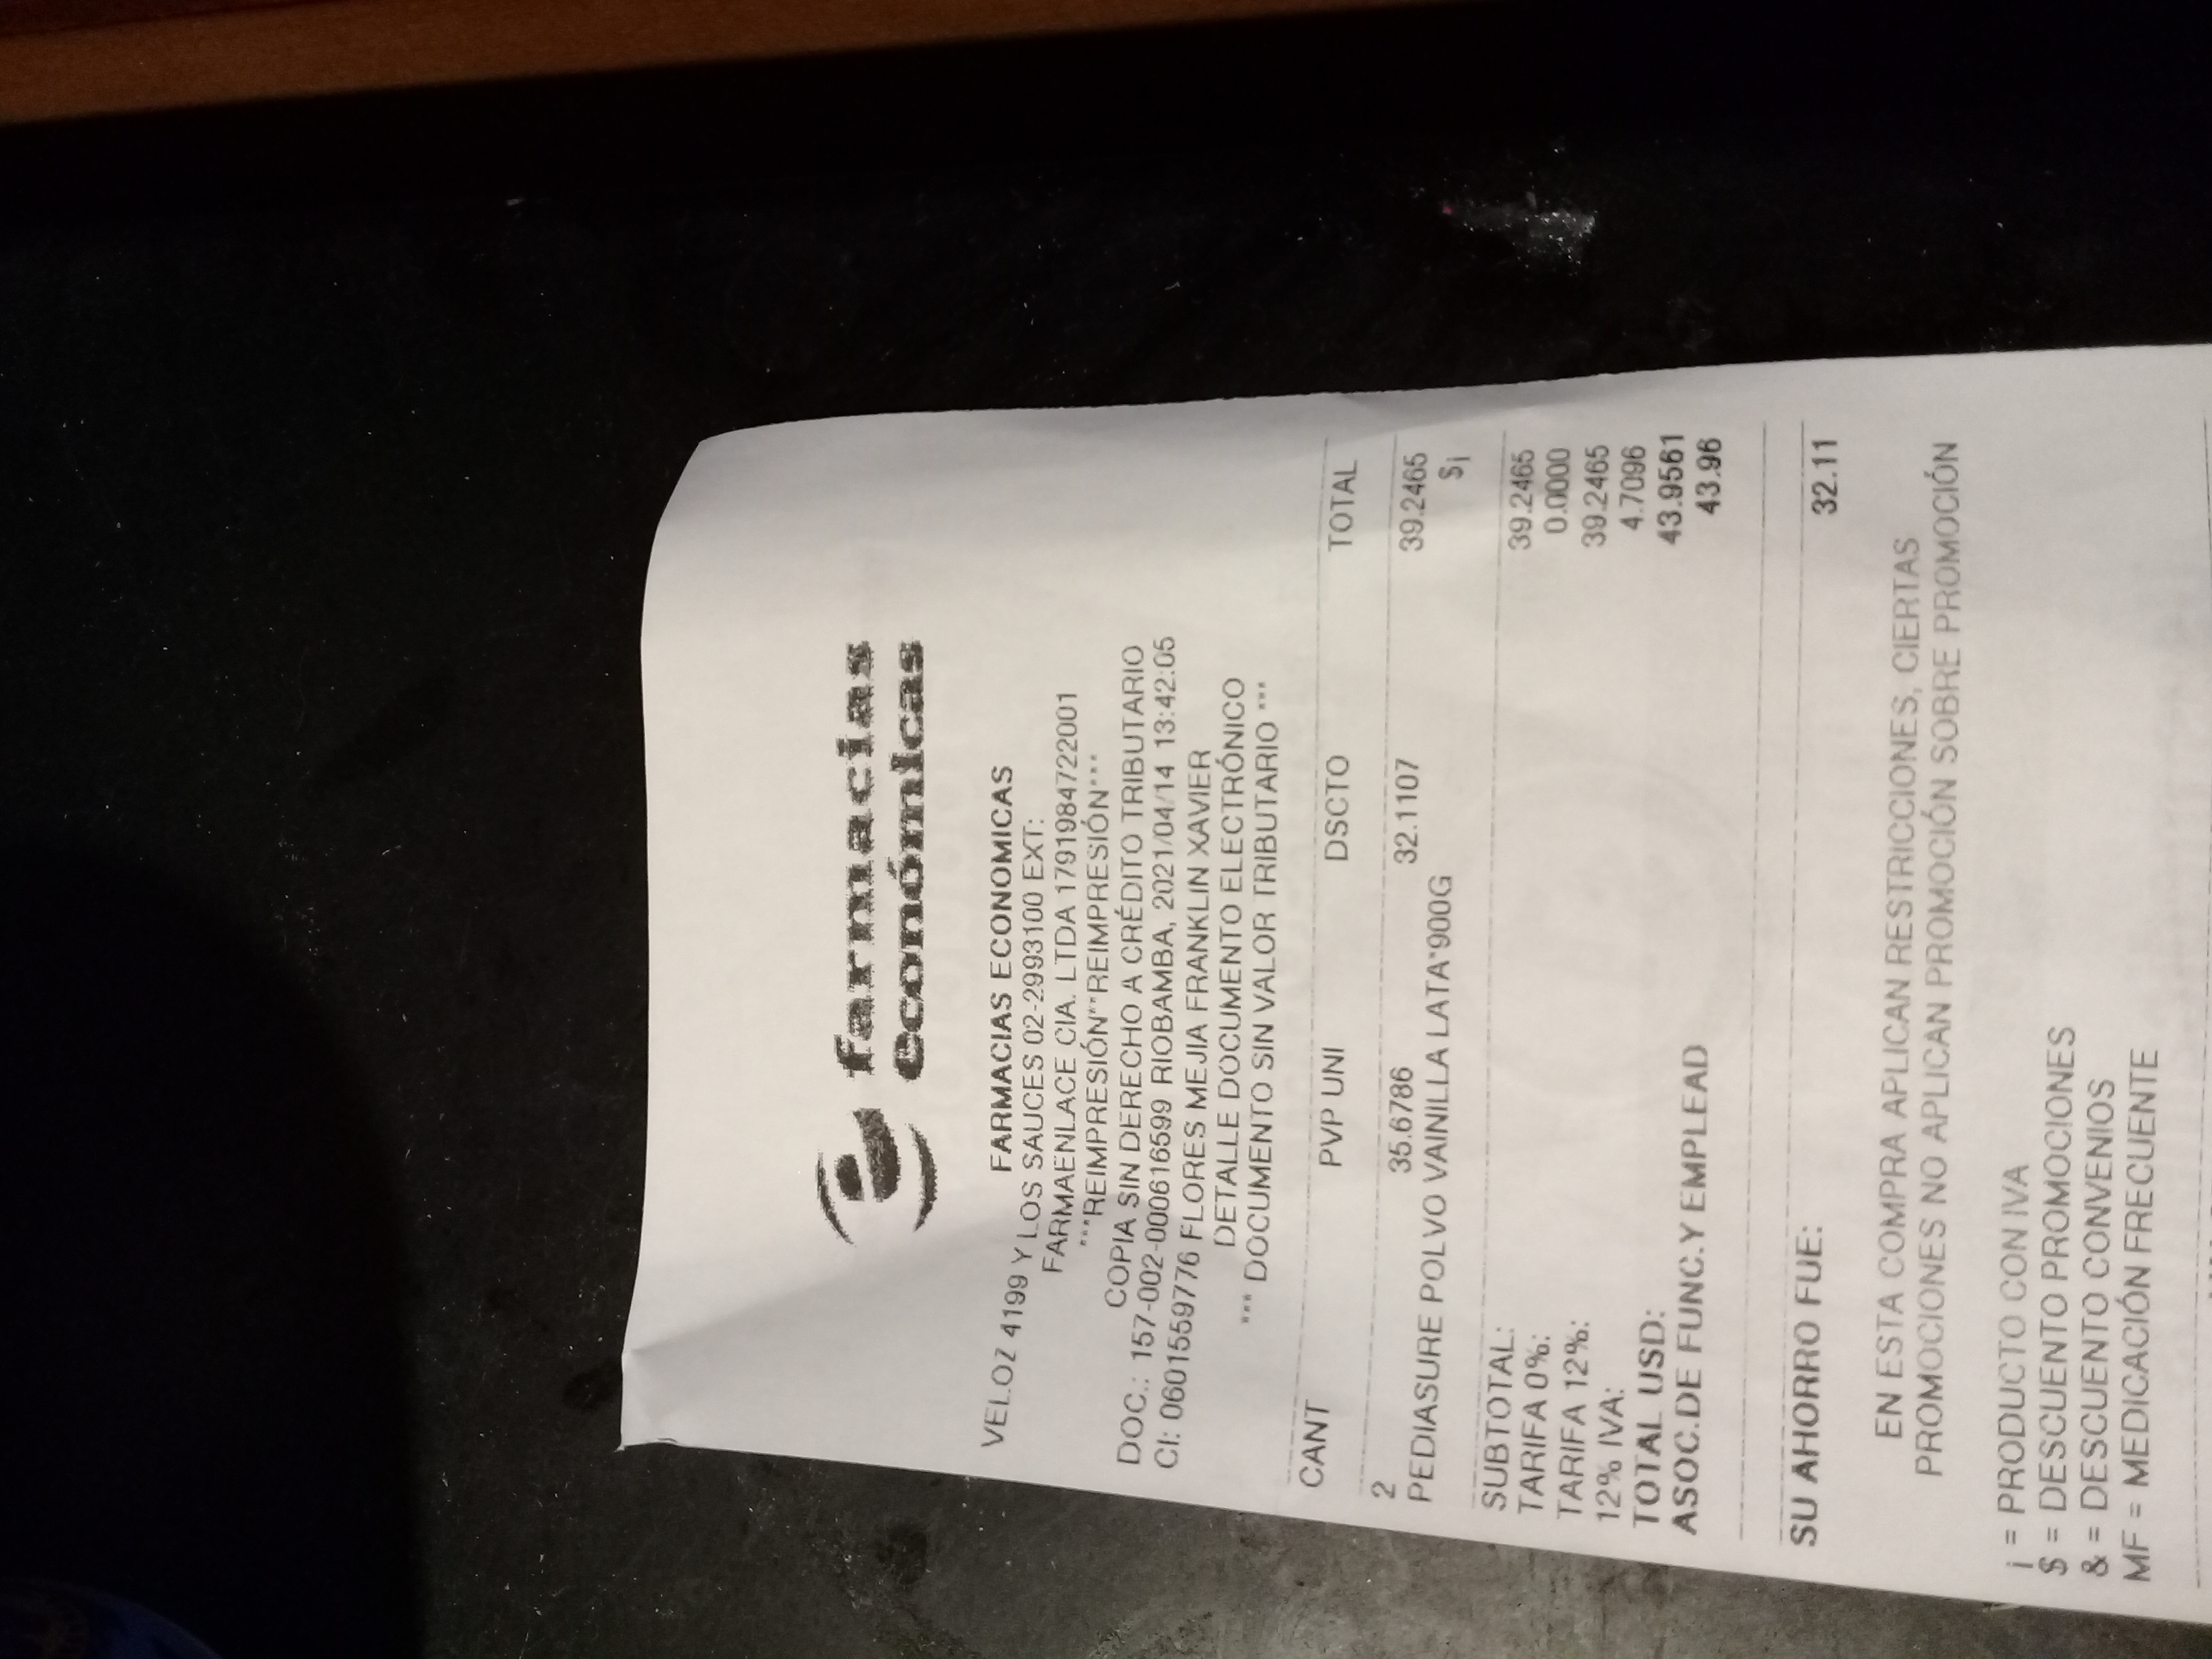 farmacias
económicas
FARMACIAS ECONOMICAS
VELOZ 4199 Y LOS SAUCES 02-2993100 EXT:
FARMAENLACE CIA. LTDA 1791984722001
***REIMPRESIÓN**REIMPRESIÓN***
COPIA SIN DERECHO A CRÉDITO TRIBUTARIO
DOC.: 157-002-000616599 RIOBAMBA, 2021/04/14 13:42:05
CI: 0601559776 FLORES MEJIA FRANKLIN XAVIER
DETALLE DOCUMENTO ELECTRÓNICO
*** DOCUMENTO SIN VALOR TRIBUTARIO ***
CANT PVP UNI DSCTO TOTAL
2 35.6786 32.1107 39.2465
PEDIASURE POLVO VAINILLA LATA*900G $¡
SUBTOTAL: 39.2465
TARIFA 0%: 0.0000
TARIFA 12%: 39.2465
12% IVA: 4.7096
TOTAL USD: 43.9561
ASOC.DE FUNC.Y EMPLEAD 43.96
SU AHORRO FUE: 32.11
EN ESTA COMPRA APLICAN RESTRICCIONES, CIERTAS
PROMOCIONES NO APLICAN PROMOCIÓN SOBRE PROMOCIÓN
¡ = PRODUCTO CON IVA
$ = DESCUENTO PROMOCIONES
& = DESCUENTO CONVENIOS
MF = MEDICACIÓN FRECUENTE